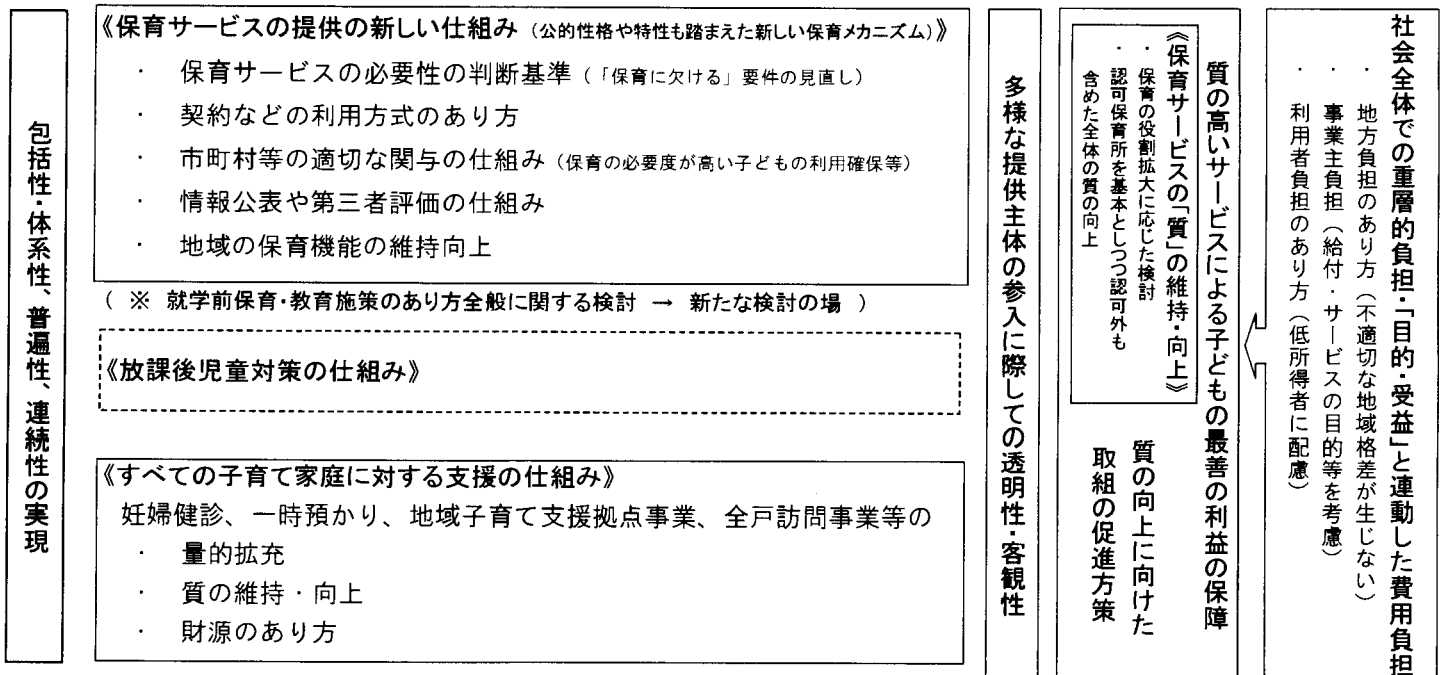 包括性・体系性、普遍性、連続性の実現
《保育サービスの提供の新しい仕組み（公的性格や特性も踏まえた新しい保育メカニズム）》
・ 保育サービスの必要性の判断基準（「保育に欠ける」要件の見直し）
・ 契約などの利用方式のあり方
・ 市町村等の適切な関与の仕組み（保育の必要度が高い子どもの利用確保等）
・ 情報公表や第三者評価の仕組み
・ 地域の保育機能の維持向上
（ ※ 就学前保育・教育施策のあり方全般に関する検討 → 新たな検討の場 ）
《放課後児童対策の仕組み》
《すべての子育て家庭に対する支援の仕組み》
妊婦健診、一時預かり、地域子育て支援拠点事業、全戸訪問事業等の
・ 量的拡充
・ 質の維持・向上
・ 財源のあり方
多様な提供主体の参入に際しての透明性・客観性
質の高いサービスによる子どもの最善の利益の保障
《保育サービスの「質」の維持・向上》
・ 保育の役割拡大に応じた検討
・ 認可保育所を基本としつつ認可外も
含めた全体の質の向上
質の向上に向けた
取組の促進方策
社会全体での重層的負担・「目的・受益」と連動した費用負担
・ 地方負担のあり方（不適切な地域格差が生じない）
・ 事業主負担（給付・サービスの目的等を考慮）
・ 利用者負担のあり方（低所得者に配慮）